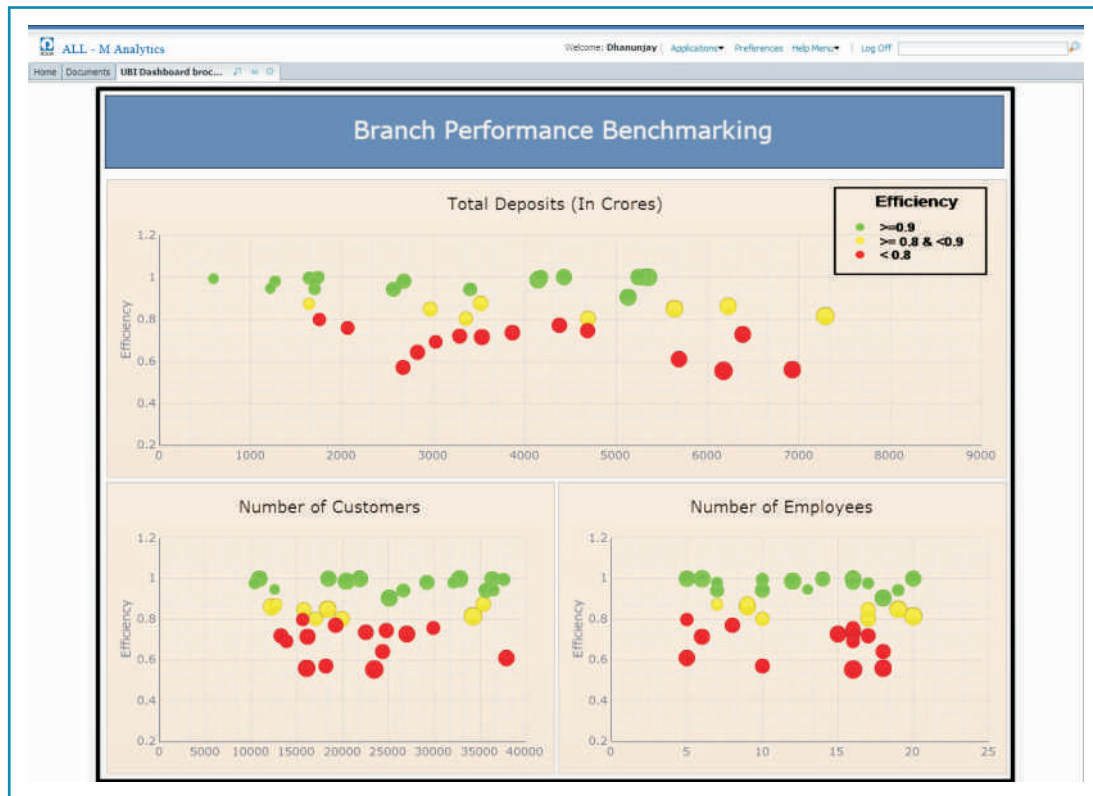 ALL - M Analytics
Welcome: Dhanunjay | Applications Preferences Help Menu | Log Off
Home Documents UBI Dashboard broc...
Branch Performance Benchmarking
Total Deposits (In Crores)
Efficiency
>=0.9
>= 0.8 & <0.9
< 0.8
Efficiency
1.2
1
0.8
0.6
0.4
0.2
0 1000 2000 3000 4000 5000 6000 7000 8000 9000
Number of Customers
Efficiency
1.2
1
0.8
0.6
0.4
0.2
0 5000 10000 15000 20000 25000 30000 35000 40000
Number of Employees
Efficiency
1.2
1
0.8
0.6
0.4
0.2
0 5 10 15 20 25